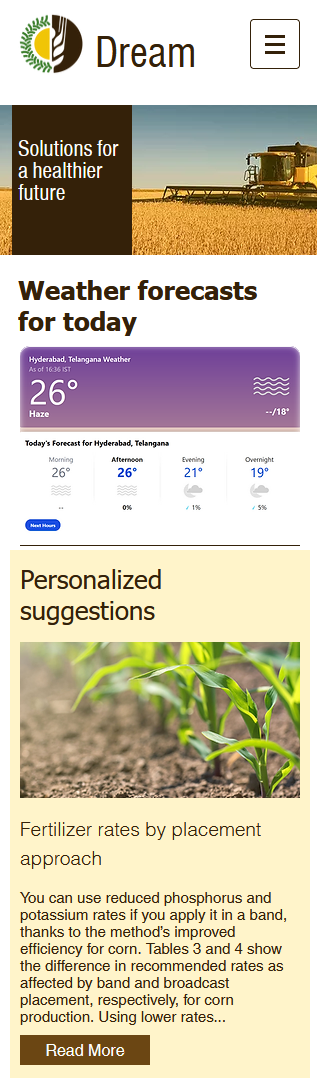 Dream
Solutions for
a healthier
future
Weather forecasts
for today
Hyderabad, Telangana Weather
As of 16:36 IST
26°
Haze
--/18°
Today's Forecast for Hyderabad, Telangana
Morning Afternoon Evening Overnight
26° 26° 21° 19°
-- 0% 1% 5%
Next Hours
Personalized
suggestions
Fertilizer rates by placement
approach
You can use reduced phosphorus and
potassium rates if you apply it in a band,
thanks to the method's improved
efficiency for corn. Tables 3 and 4 show
the difference in recommended rates as
affected by band and broadcast
placement, respectively, for corn
production. Using lower rates...
Read More